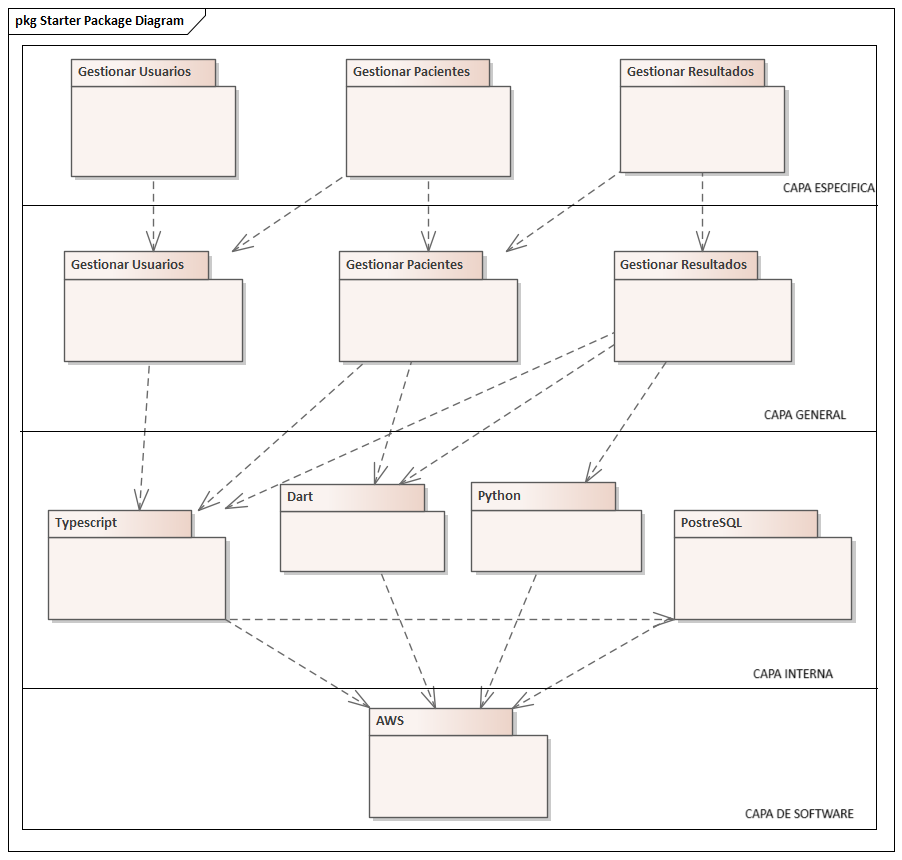 pkg Starter Package Diagram
Gestionar Usuarios
Gestionar Pacientes
Gestionar Resultados
CAPA ESPECIFICA
Gestionar Usuarios
Gestionar Pacientes
Gestionar Resultados
CAPA GENERAL
Typescript
Dart
Python
PostreSQL
CAPA INTERNA
AWS
CAPA DE SOFTWARE